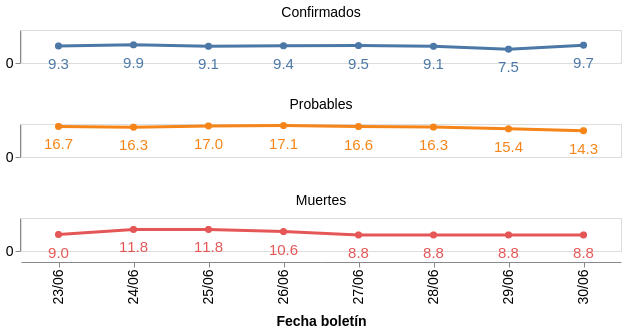 Confirmados
0
9.3 9.9 9.1 9.4 9.5 9.1 7.5 9.7
Probables
0
16.7 16.3 17.0 17.1 16.6 16.3 15.4 14.3
Muertes
0
9.0 11.8 11.8 10.6 8.8 8.8 8.8 8.8
23/06 24/06 25/06 26/06 27/06 28/06 29/06 30/06
Fecha boletín